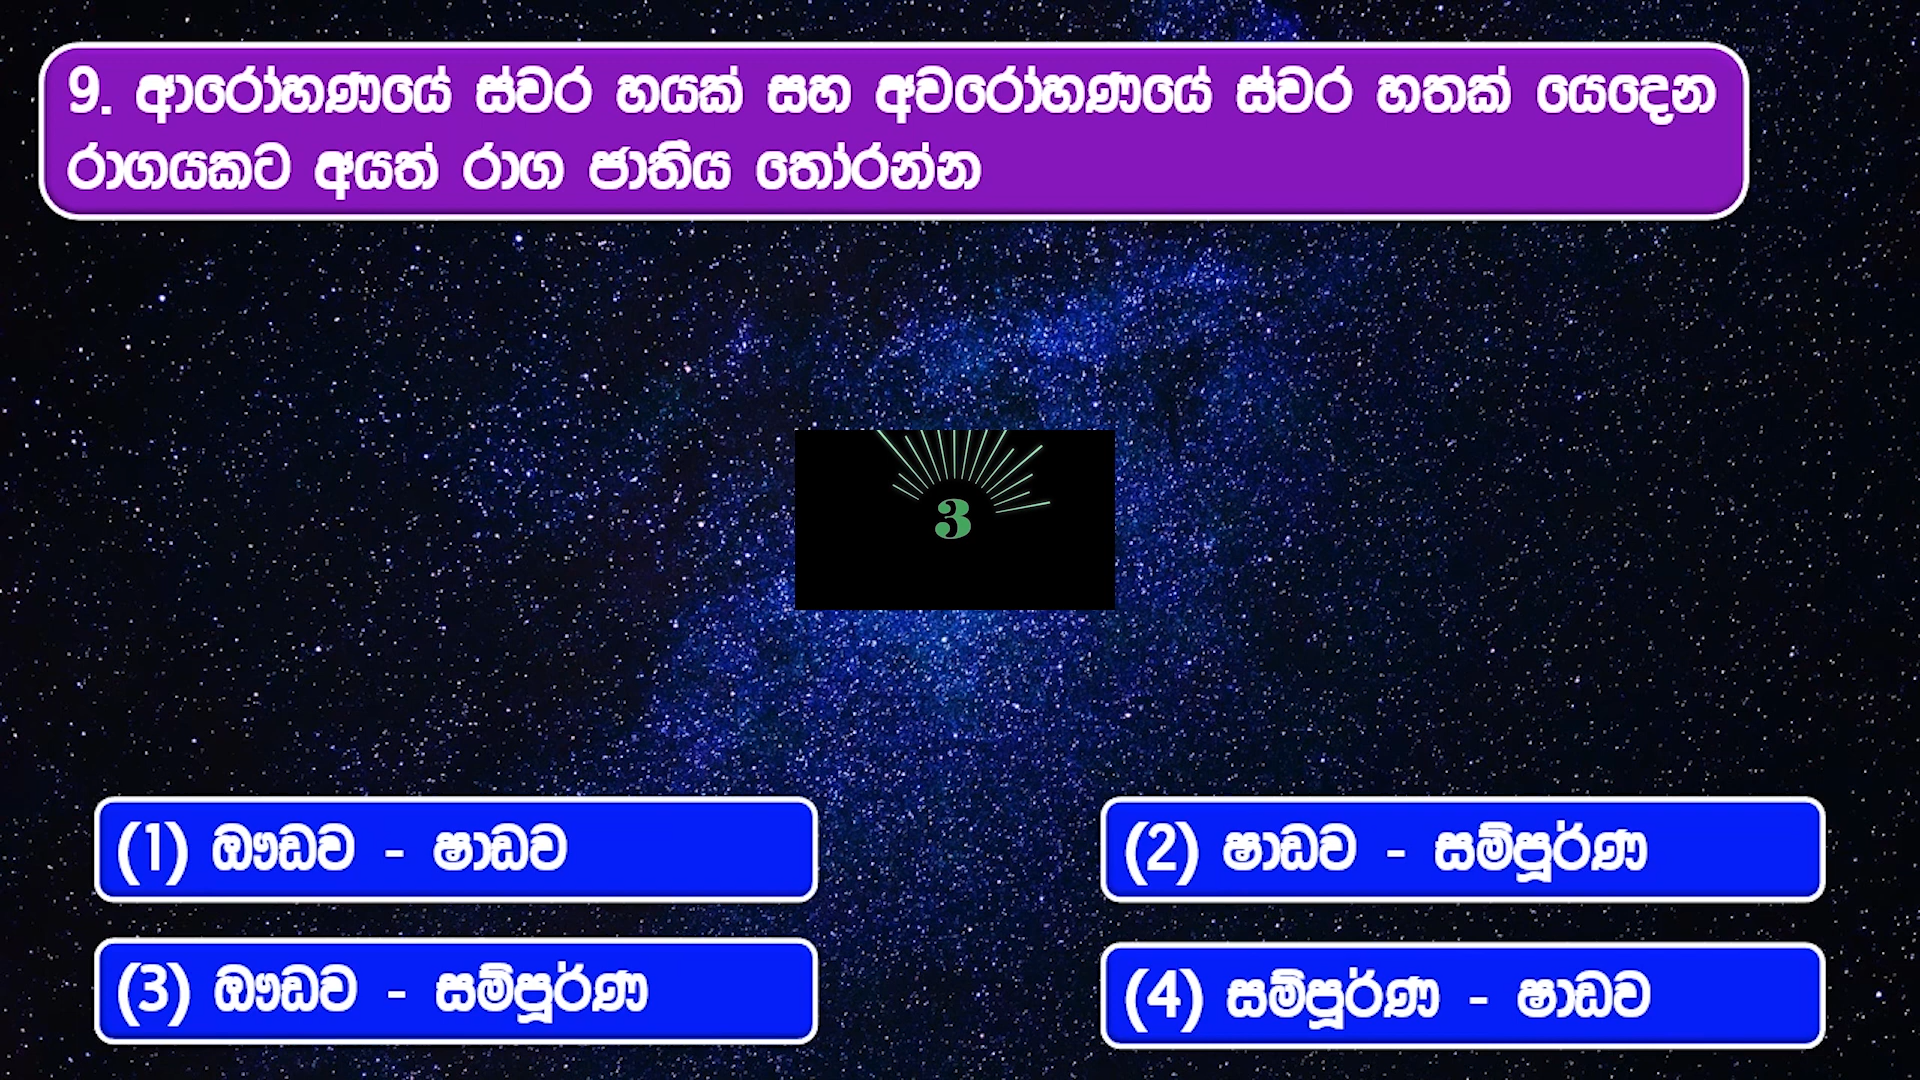 9. ආරෝහණයේ ස්වර හයක් සහ අවරෝහණයේ ස්වර හතක් යෙදෙන
රාගයකට අයත් රාග ජාතිය තෝරන්න
3
(1) ඖඩව - ෂාඩව
(2) ෂාඩව - සම්පූර්ණ
(3) ඖඩව - සම්පූර්ණ
(4) සම්පූර්ණ - ෂාඩව